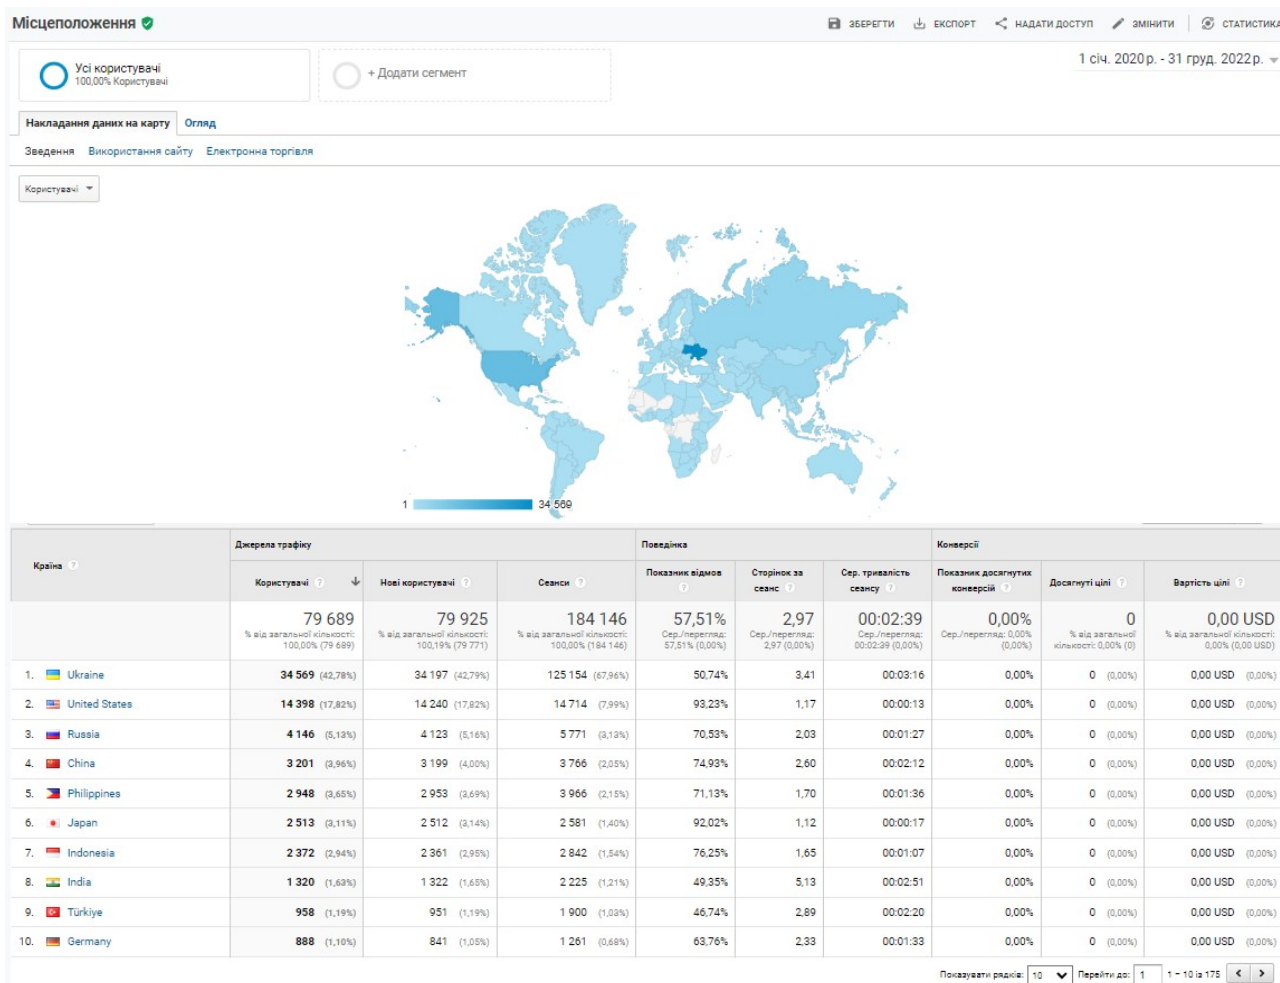 Місцеположення
ЗБЕРЕГТИ ЕКСПОРТ НАДАТИ ДОСТУП ЗМІНИТИ СТАТИСТИКА
Усі користувачі
100,00% Користувачі
+ Додати сегмент
1 січ. 2020 р. - 31 груд. 2022 р.
Накладання даних на карту Огляд
Зведення Використання сайту Електронна торгівля
Користувачі
1 34 569
Країна ?
Джерела трафіку Поведінка Конверсії
Користувачі ? Нові користувачі ? Сеанси ? Показник відмов ? Сторінок за сеанс ? Сер. тривалість сеансу ? Показник досягнутих конверсій ? Досягнуті цілі ? Вартість цілі ?
79 689 79 925 184 146 57,51% 2,97 00:02:39 0,00% 0 0,00 USD
% від загальної кількості: 100,00% (79 689) % від загальної кількості: 100,19% (79 771) % від загальної кількості: 100,00% (184 146) Сер./перегляд: 57,51% (0,00%) Сер./перегляд: 2,97 (0,00%) Сер./перегляд: 00:02:39 (0,00%) Сер./перегляд: 0,00% (0,00%) % від загальної кількості: 0,00% (0) % від загальної кількості: 0,00% (0,00 USD)
1. Ukraine 34 569 (42,78%) 34 197 (42,79%) 125 154 (67,96%) 50,74% 3,41 00:03:16 0,00% 0 (0,00%) 0,00 USD (0,00%)
2. United States 14 398 (17,82%) 14 240 (17,82%) 14 714 (7,99%) 93,23% 1,17 00:00:13 0,00% 0 (0,00%) 0,00 USD (0,00%)
3. Russia 4 146 (5,13%) 4 123 (5,16%) 5 771 (3,13%) 70,53% 2,03 00:01:27 0,00% 0 (0,00%) 0,00 USD (0,00%)
4. China 3 201 (3,96%) 3 199 (4,00%) 3 766 (2,05%) 74,93% 2,60 00:02:12 0,00% 0 (0,00%) 0,00 USD (0,00%)
5. Philippines 2 948 (3,65%) 2 953 (3,69%) 3 966 (2,15%) 71,13% 1,70 00:01:36 0,00% 0 (0,00%) 0,00 USD (0,00%)
6. Japan 2 513 (3,11%) 2 512 (3,14%) 2 581 (1,40%) 92,02% 1,12 00:00:17 0,00% 0 (0,00%) 0,00 USD (0,00%)
7. Indonesia 2 372 (2,94%) 2 361 (2,95%) 2 842 (1,54%) 76,25% 1,65 00:01:07 0,00% 0 (0,00%) 0,00 USD (0,00%)
8. India 1 320 (1,63%) 1 322 (1,65%) 2 225 (1,21%) 49,35% 5,13 00:02:51 0,00% 0 (0,00%) 0,00 USD (0,00%)
9. Türkiye 958 (1,19%) 951 (1,19%) 1 900 (1,03%) 46,74% 2,89 00:02:20 0,00% 0 (0,00%) 0,00 USD (0,00%)
10. Germany 888 (1,10%) 841 (1,05%) 1 261 (0,68%) 63,76% 2,33 00:01:33 0,00% 0 (0,00%) 0,00 USD (0,00%)
Показувати рядків: 10 Перейти до: 1 1 – 10 із 175